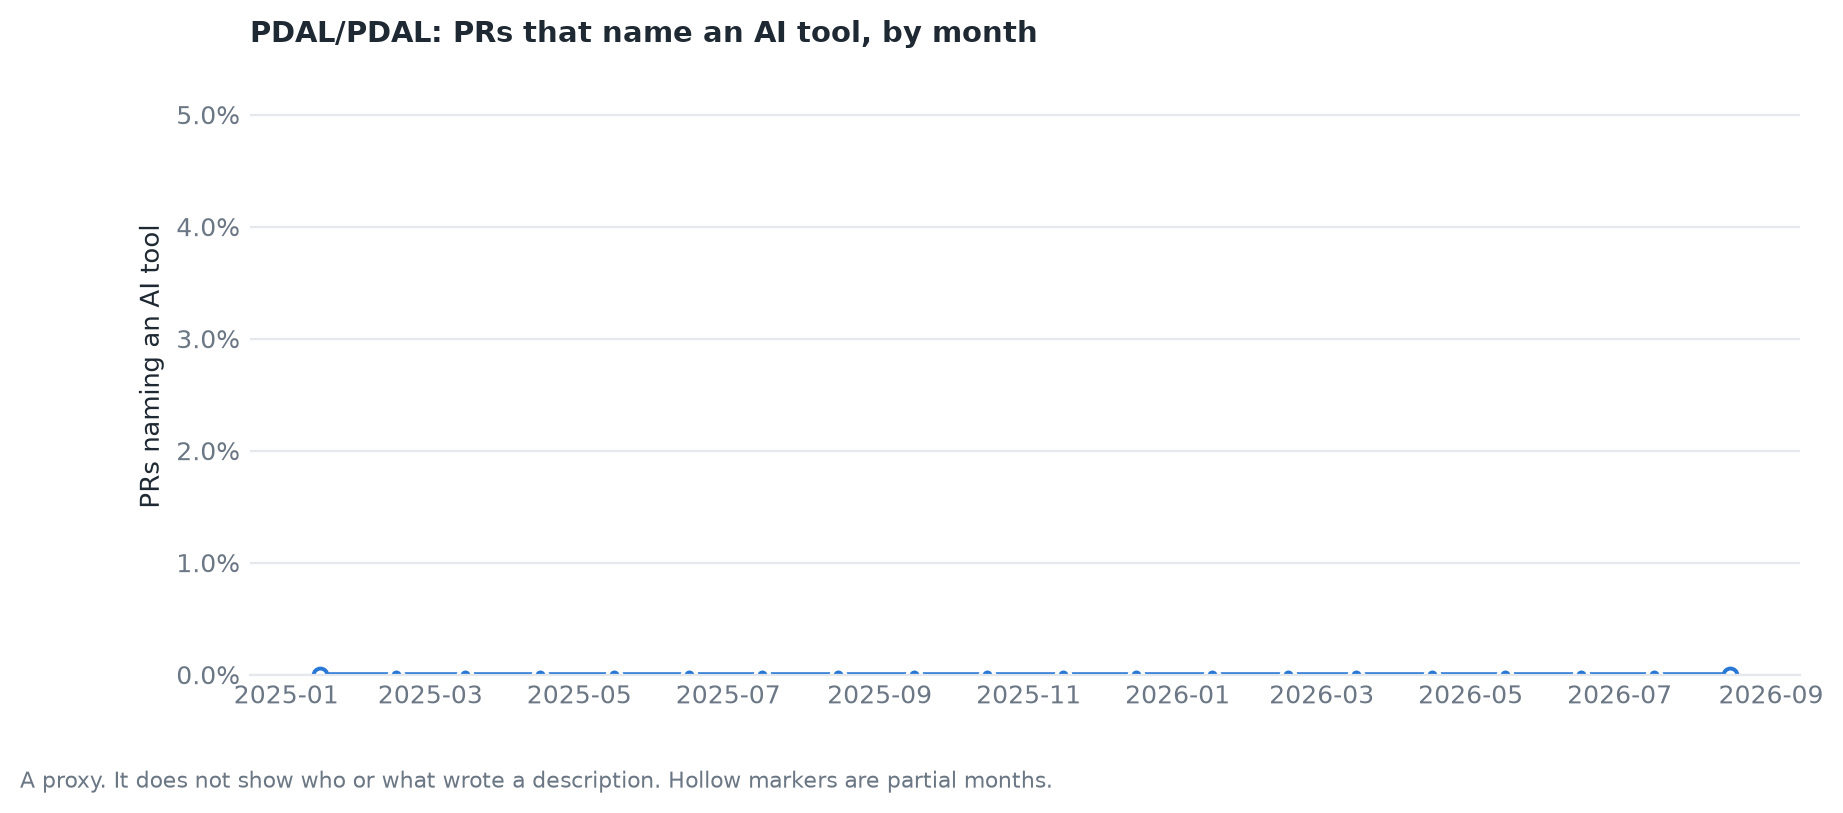 PDAL/PDAL: PRs that name an AI tool, by month
PRs naming an AI tool
5.0%
4.0%
3.0%
2.0%
1.0%
0.0%
2025-01 2025-03 2025-05 2025-07 2025-09 2025-11 2026-01 2026-03 2026-05 2026-07 2026-09
A proxy. It does not show who or what wrote a description. Hollow markers are partial months.